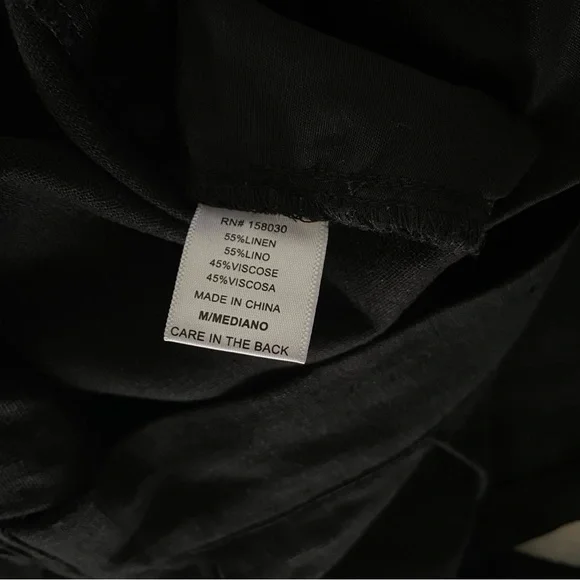 RN# 158030
55%LINEN
55%LINO
45%VISCOSE
45%VISCOSA
MADE IN CHINA
M/MEDIANO
CARE IN THE BACK